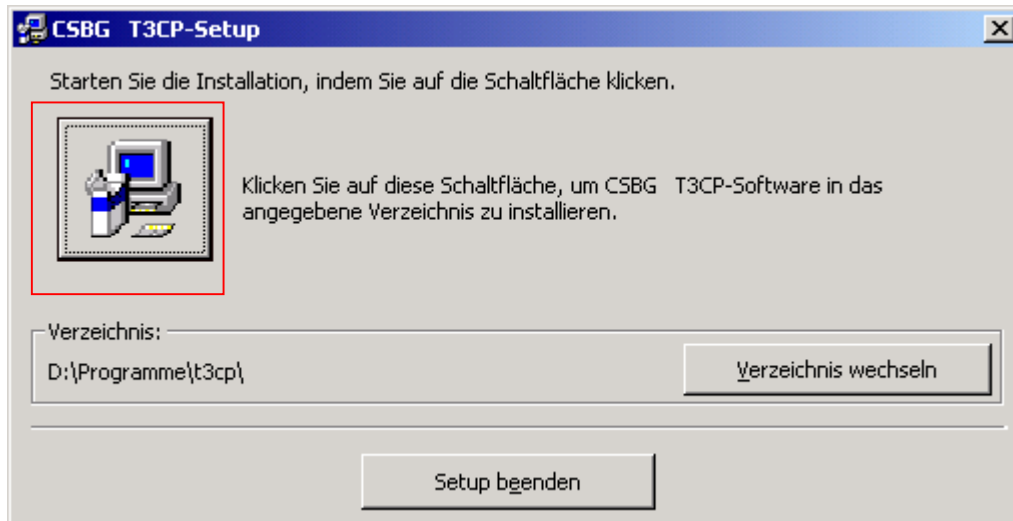 CSBG T3CP-Setup
Starten Sie die Installation, indem Sie auf die Schaltfläche klicken.
Klicken Sie auf diese Schaltfläche, um CSBG T3CP-Software in das
angegebene Verzeichnis zu installieren.
Verzeichnis:
D:\Programme\t3cp\
Verzeichnis wechseln
Setup beenden